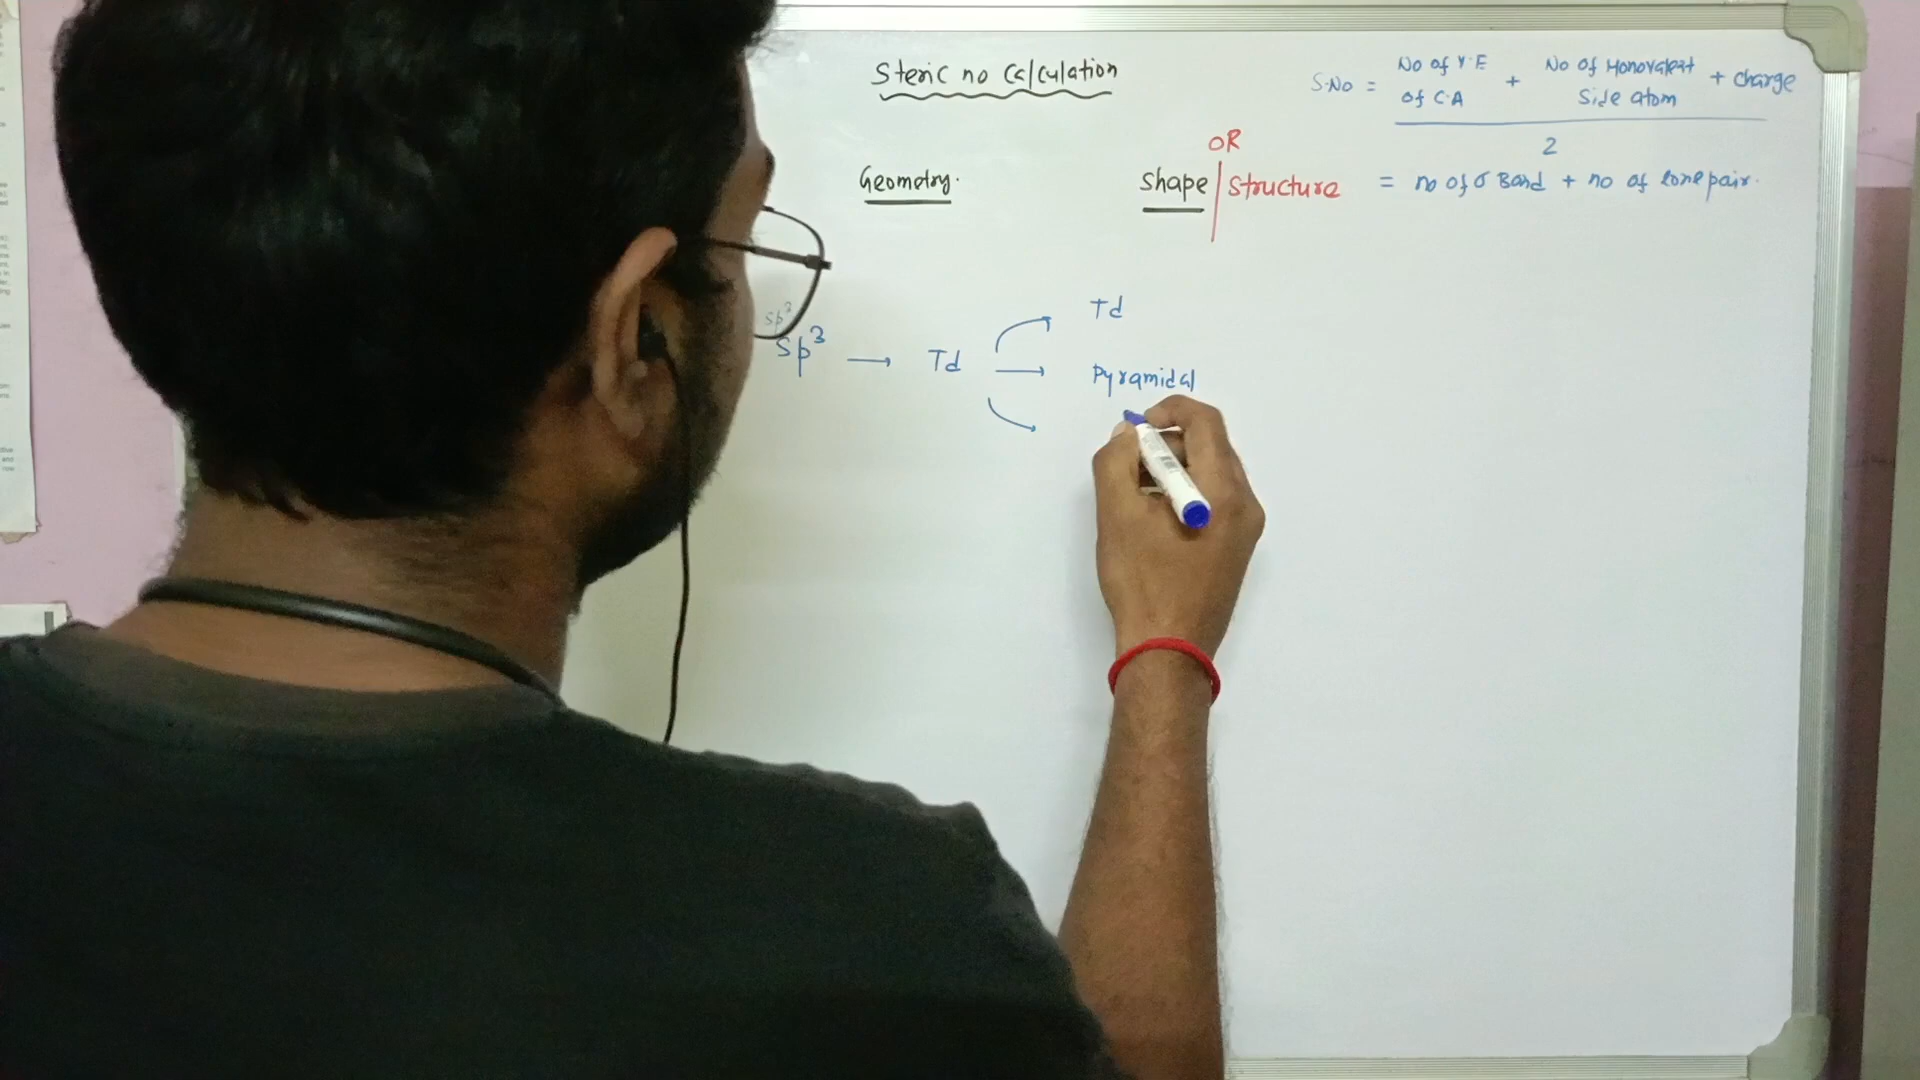 Steric no Calculation
S.No = No of V.E of C.A + No of Monovalent Side atom + charge
2
= no of σ Bond + no of lone pair.
Geometry.
OR
Shape | Structure
sp³
Sp³ → Td
Td
Pyramidal